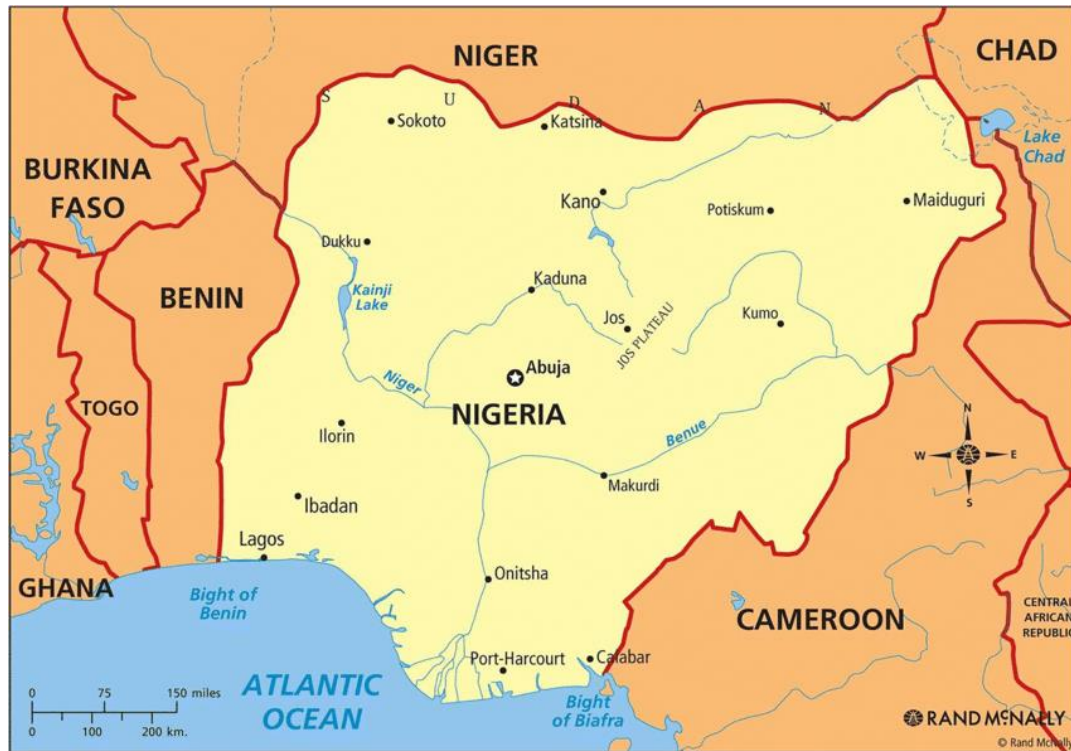 NIGER
CHAD
S U D A N
Sokoto
Katsina
Lake
Chad
BURKINA
FASO
Kano
Potiskum
Maiduguri
Dukku
BENIN
Kainji
Lake
Kaduna
Jos
JOS PLATEAU
Kumo
Abuja
Niger
NIGERIA
TOGO
Ilorin
Benue
N
W E
S
Makurdi
Ibadan
Lagos
Onitsha
GHANA
Bight of
Benin
CAMEROON
CENTRAL
AFRICAN
REPUBLIC
Port-Harcourt
Calabar
ATLANTIC
OCEAN
Bight
of Biafra
0 75 150 miles
0 100 200 km.
RAND MCNALLY
© Rand McNally